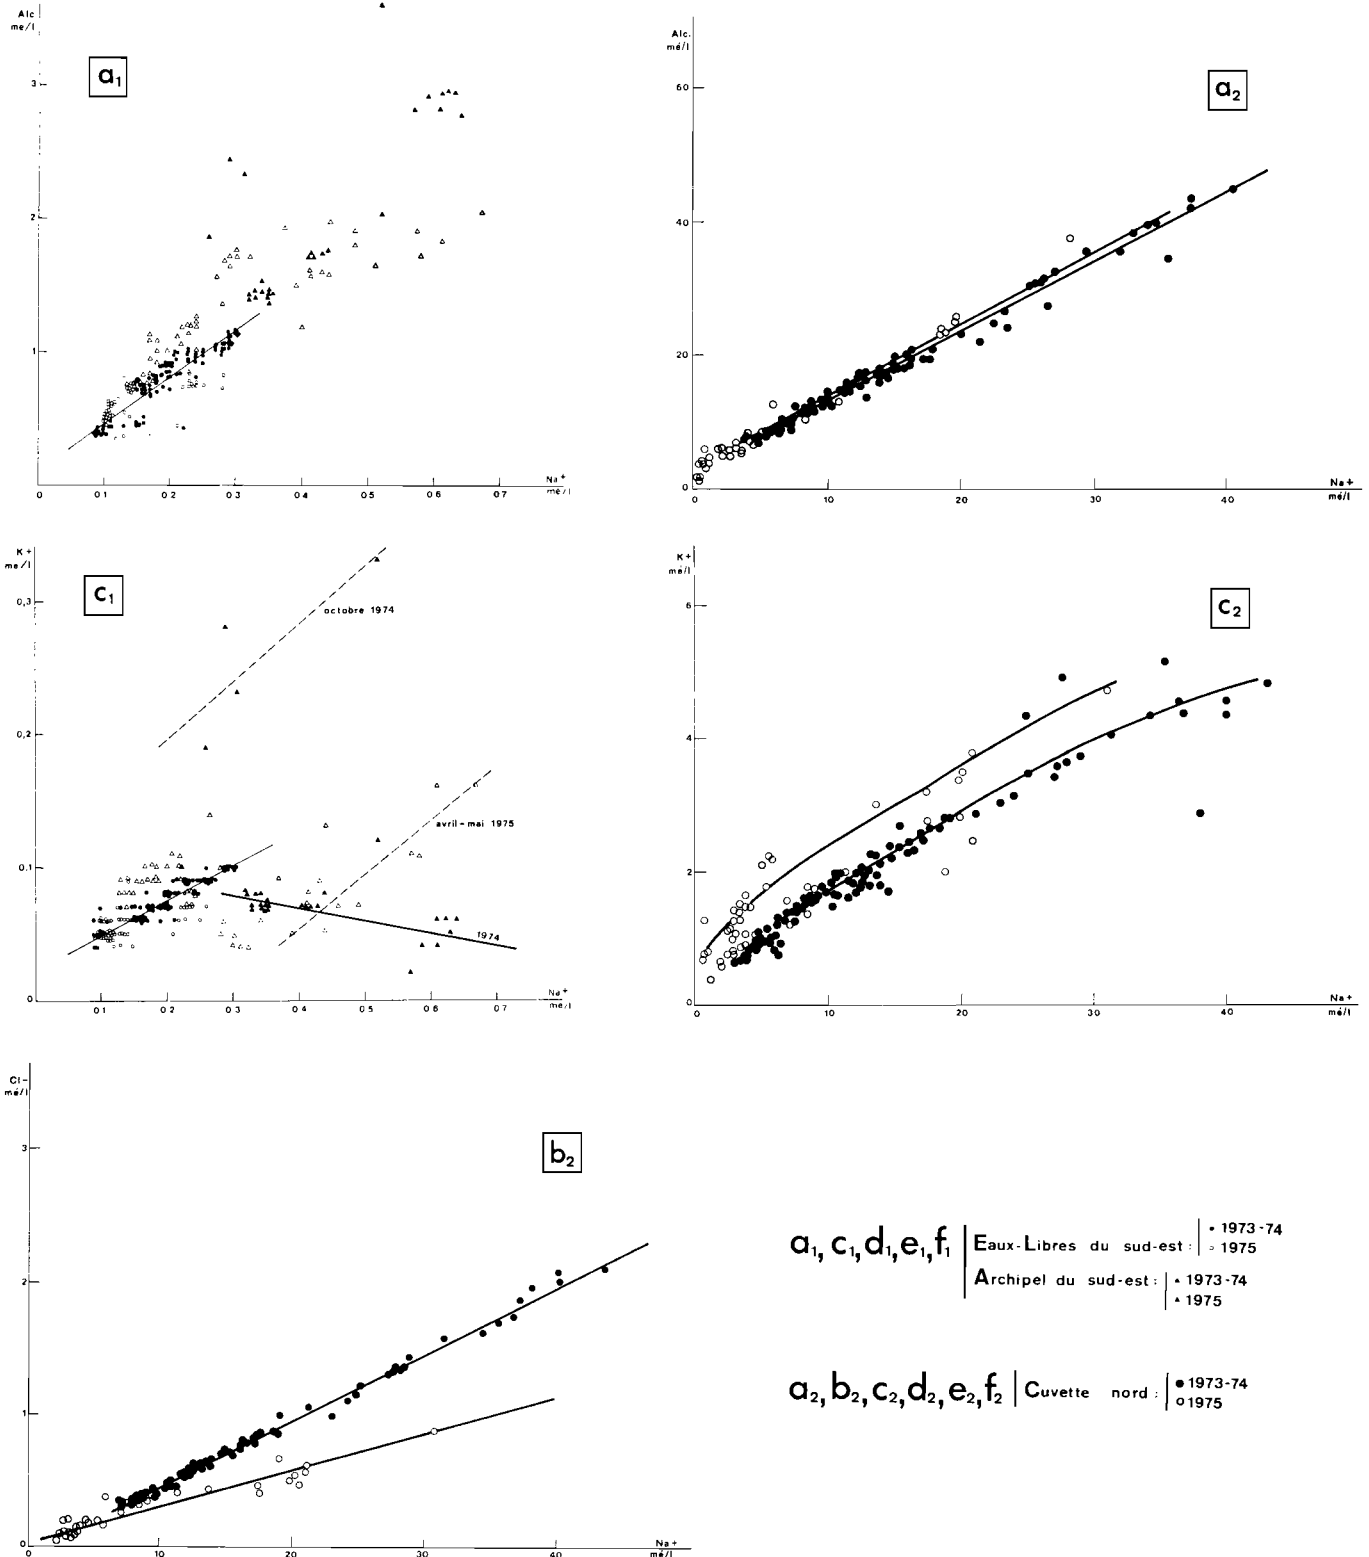 Alc
me/l
a1
3
2
1
0
0 1
0 2
0 3
0 4
0 5
0 6
0 7
Na+
mé/l
Alc.
mé/l
a2
60
40
20
0
0
10
20
30
40
Na+
mé/l
K+
me/l
c1
0,3
0,2
0,1
0
octobre 1974
avril-mai 1975
1974
0 1
0 2
0 3
0 4
0 5
0 6
0 7
Na+
mé/l
K+
mé/l
c2
6
4
2
0
0
10
20
30
40
Na+
mé/l
Cl-
mé/l
b2
3
2
1
0
0
10
20
30
40
Na+
mé/l
a1, c1, d1, e1, f1 Eaux-Libres du sud-est : 1973-74
1975
Archipel du sud-est : 1973-74
1975
a2, b2, c2, d2, e2, f2 Cuvette nord : 1973-74
1975